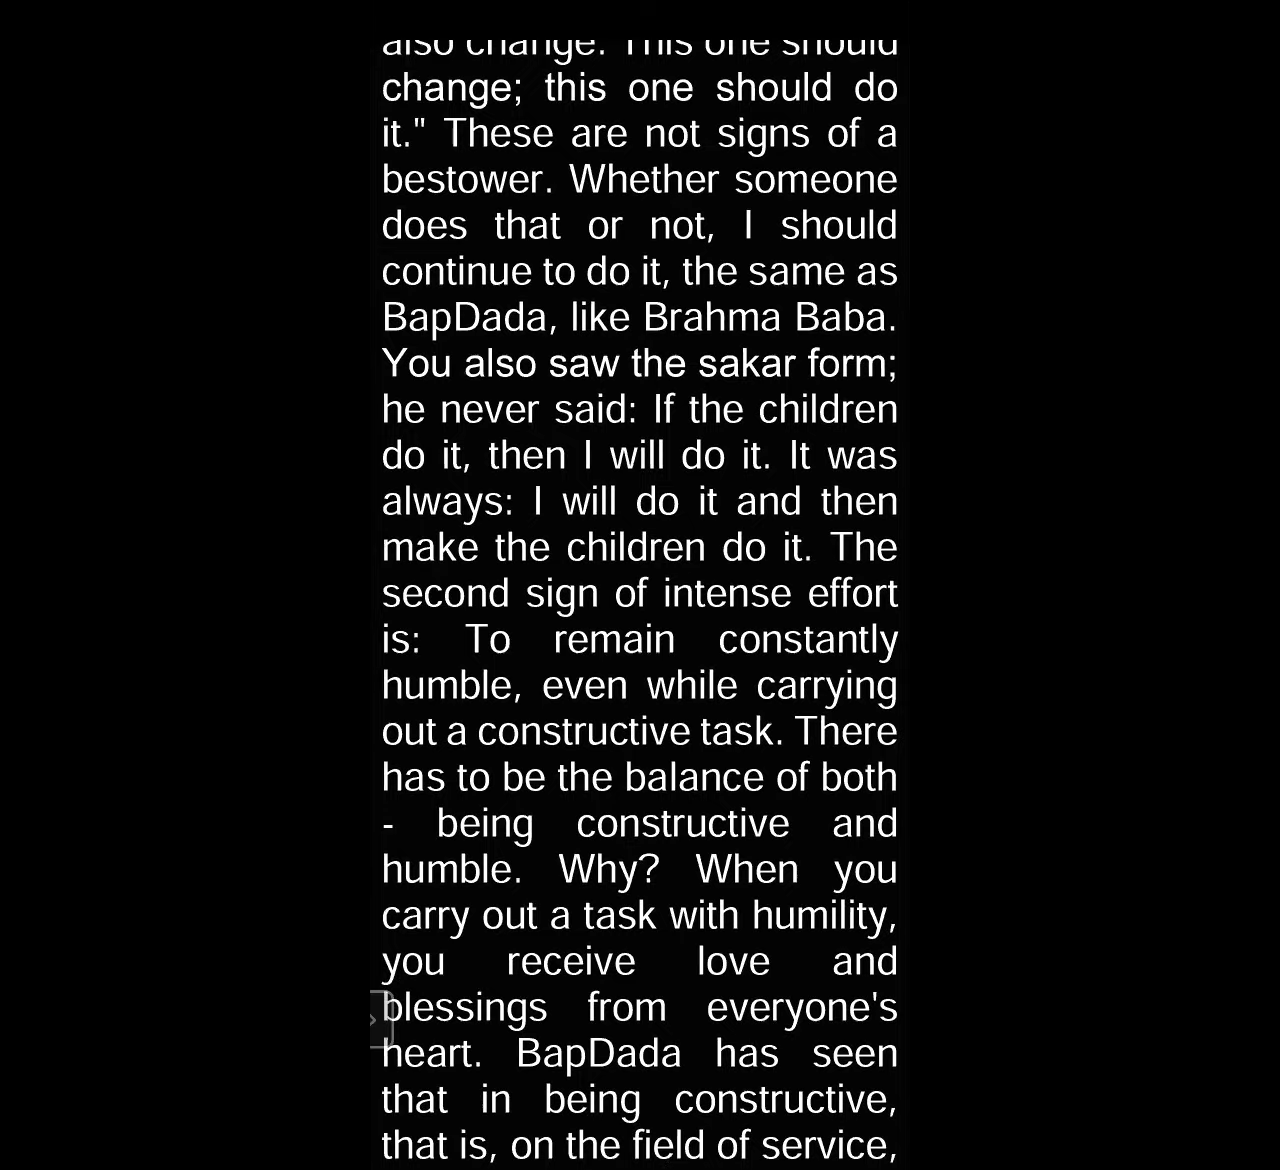 also change. This one should
change; this one should do
it." These are not signs of a
bestower. Whether someone
does that or not, I should
continue to do it, the same as
BapDada, like Brahma Baba.
You also saw the sakar form;
he never said: If the children
do it, then I will do it. It was
always: I will do it and then
make the children do it. The
second sign of intense effort
is: To remain constantly
humble, even while carrying
out a constructive task. There
has to be the balance of both
- being constructive and
humble. Why? When you
carry out a task with humility,
you receive love and
blessings from everyone's
heart. BapDada has seen
that in being constructive,
that is, on the field of service,